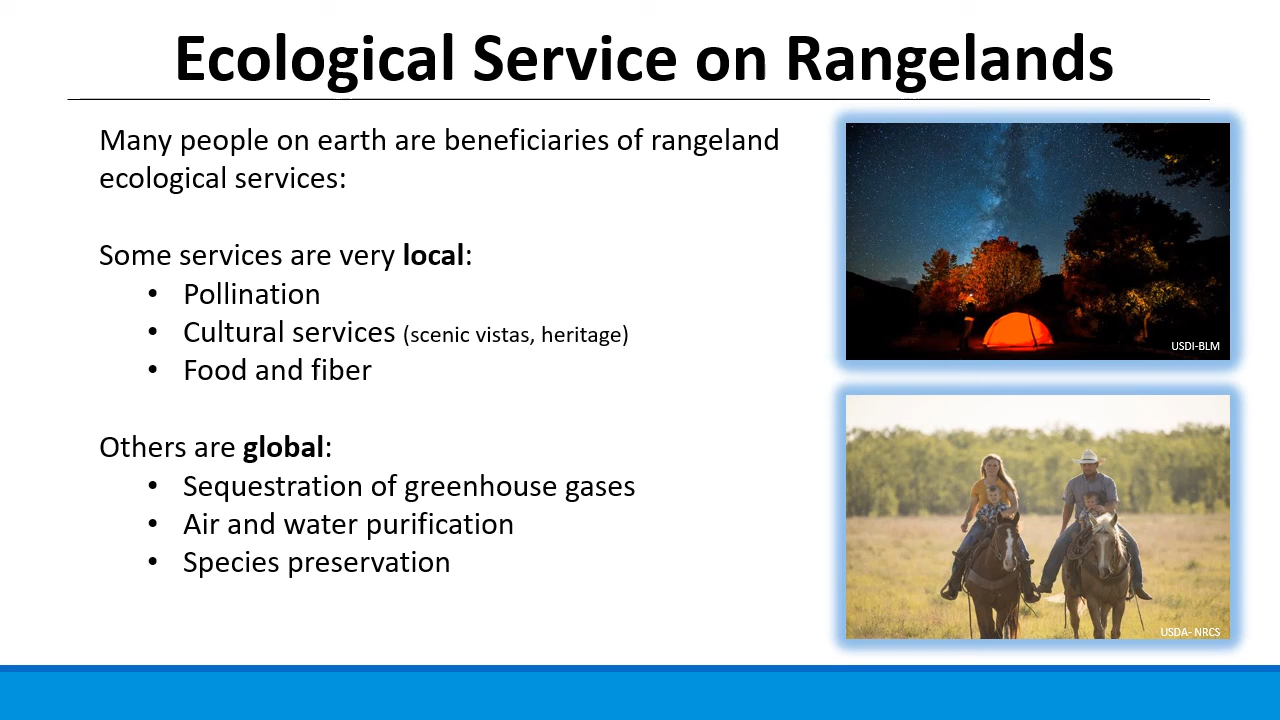 Ecological Service on Rangelands
Many people on earth are beneficiaries of rangeland
ecological services:
Some services are very local:
• Pollination
• Cultural services (scenic vistas, heritage)
• Food and fiber
Others are global:
• Sequestration of greenhouse gases
• Air and water purification
• Species preservation
USDI-BLM
USDA- NRCS